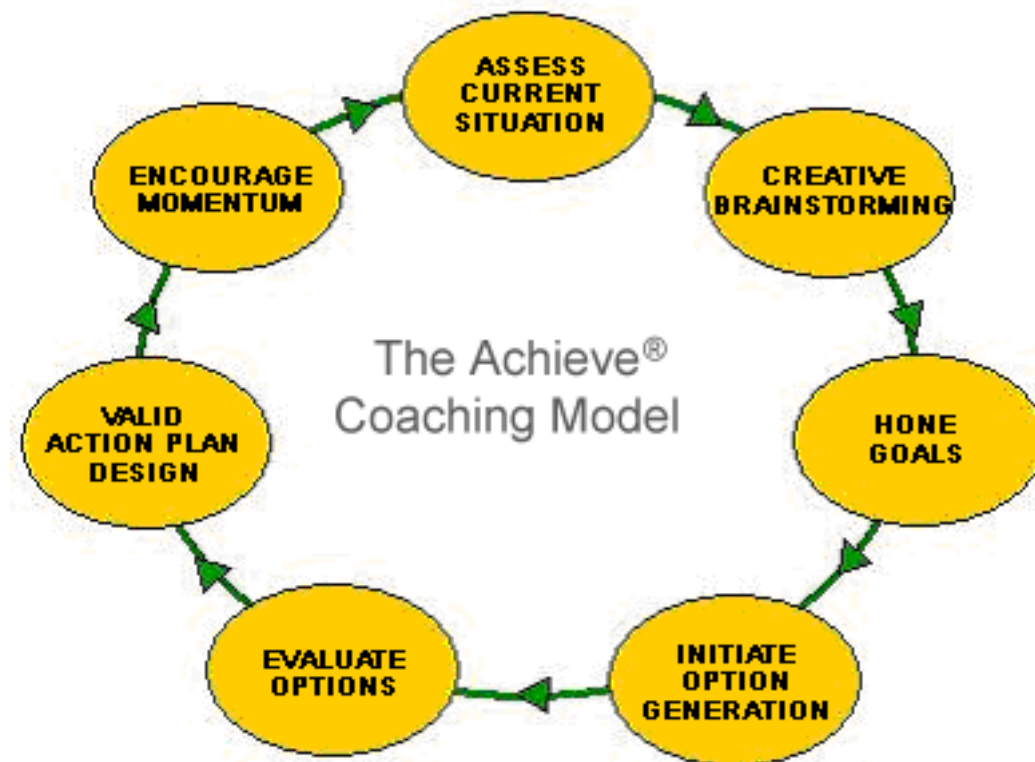 ASSESS
CURRENT
SITUATION
CREATIVE
BRAINSTORMING
HONE
GOALS
INITIATE
OPTION
GENERATION
EVALUATE
OPTIONS
VALID
ACTION PLAN
DESIGN
ENCOURAGE
MOMENTUM
The Achieve®
Coaching Model